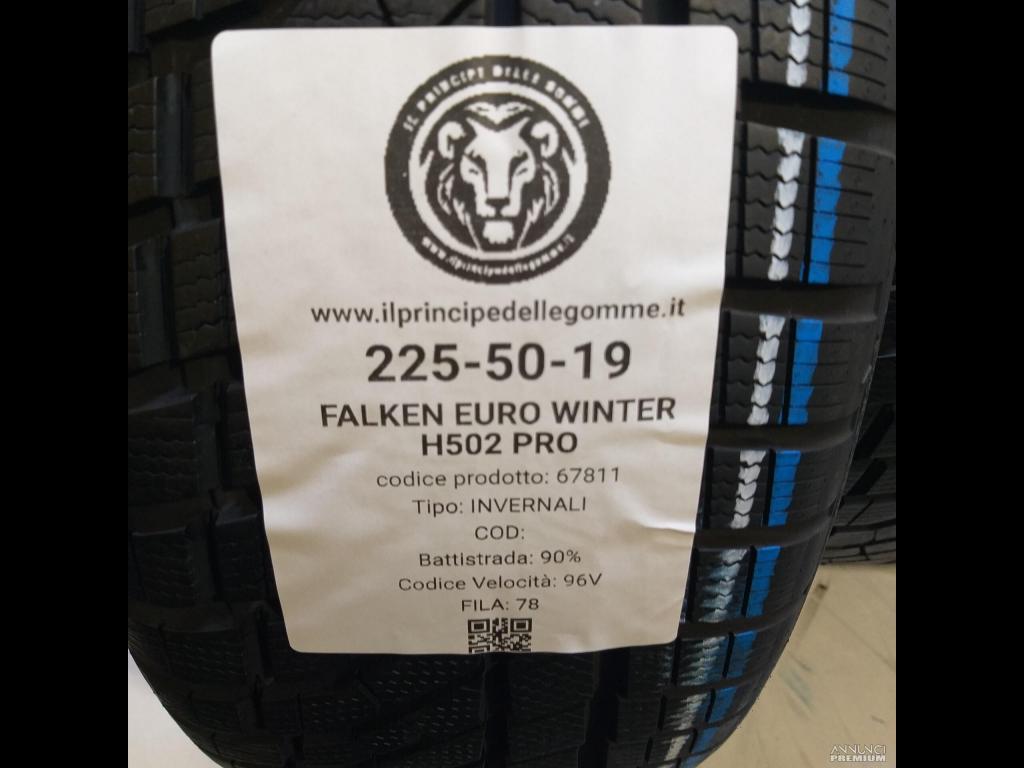 IL PRINCIPE DELLE GOMME
www.ilprincipedellegomme.it
www.ilprincipedellegomme.it
225-50-19
FALKEN EURO WINTER
H502 PRO
codice prodotto: 67811
Tipo: INVERNALI
COD:
Battistrada: 90%
Codice Velocità: 96V
FILA: 78
ANNUNCI
PREMIUM